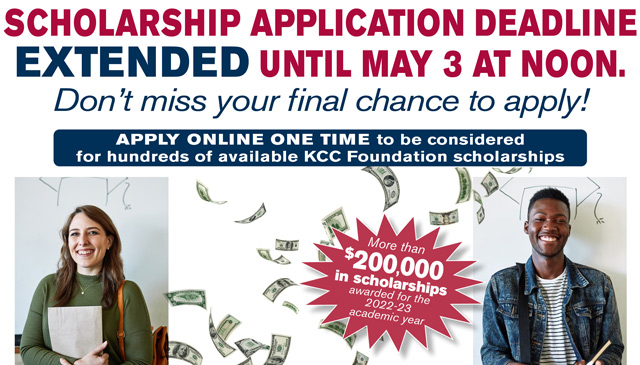 SCHOLARSHIP APPLICATION DEADLINE
EXTENDED UNTIL MAY 3 AT NOON.
Don't miss your final chance to apply!
APPLY ONLINE ONE TIME to be considered
for hundreds of available KCC Foundation scholarships
More than
$200,000
in scholarships
awarded for the
2022-23
academic year